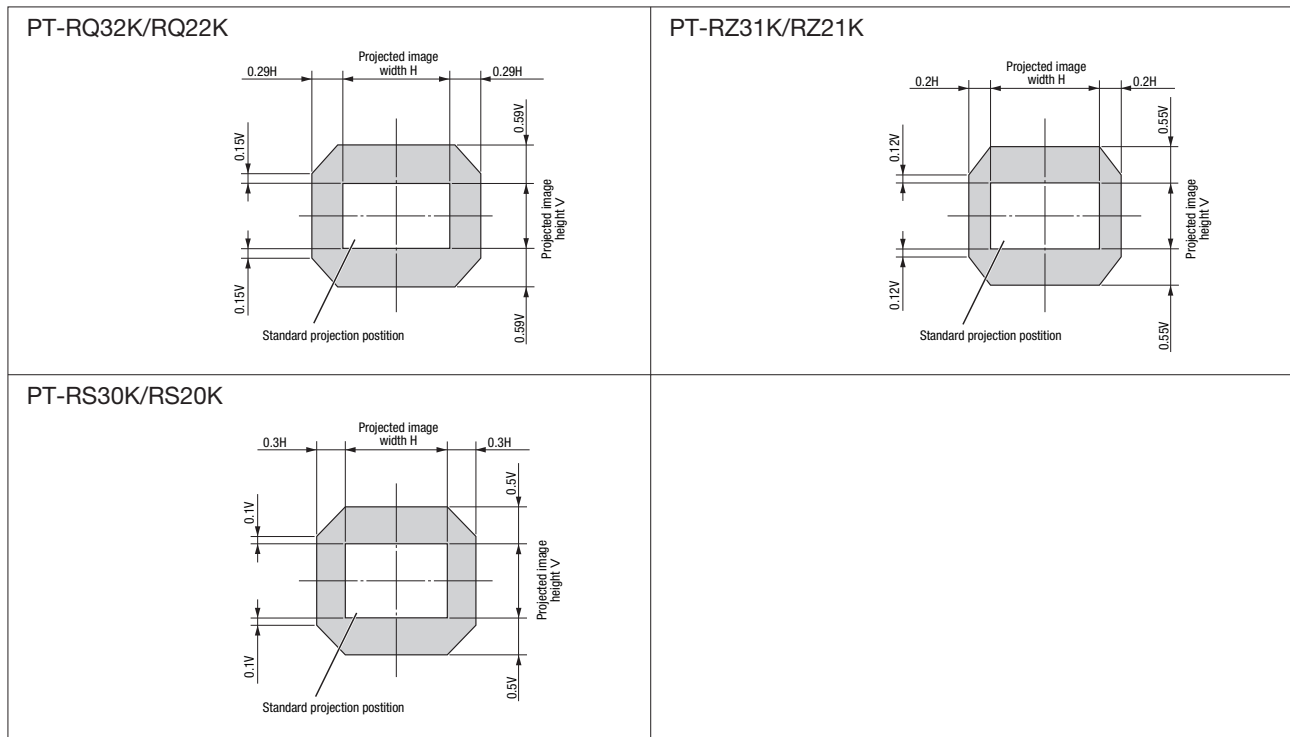 PT-RQ32K/RQ22K
Projected image
width H
0.29H
0.29H
0.59V
0.15V
Projected image
height V
0.15V
0.59V
Standard projection postition
PT-RZ31K/RZ21K
Projected image
width H
0.2H
0.2H
0.55V
0.12V
Projected image
height V
0.12V
0.55V
Standard projection postition
PT-RS30K/RS20K
Projected image
width H
0.3H
0.3H
0.5V
0.1V
Projected image
height V
0.1V
0.5V
Standard projection postition